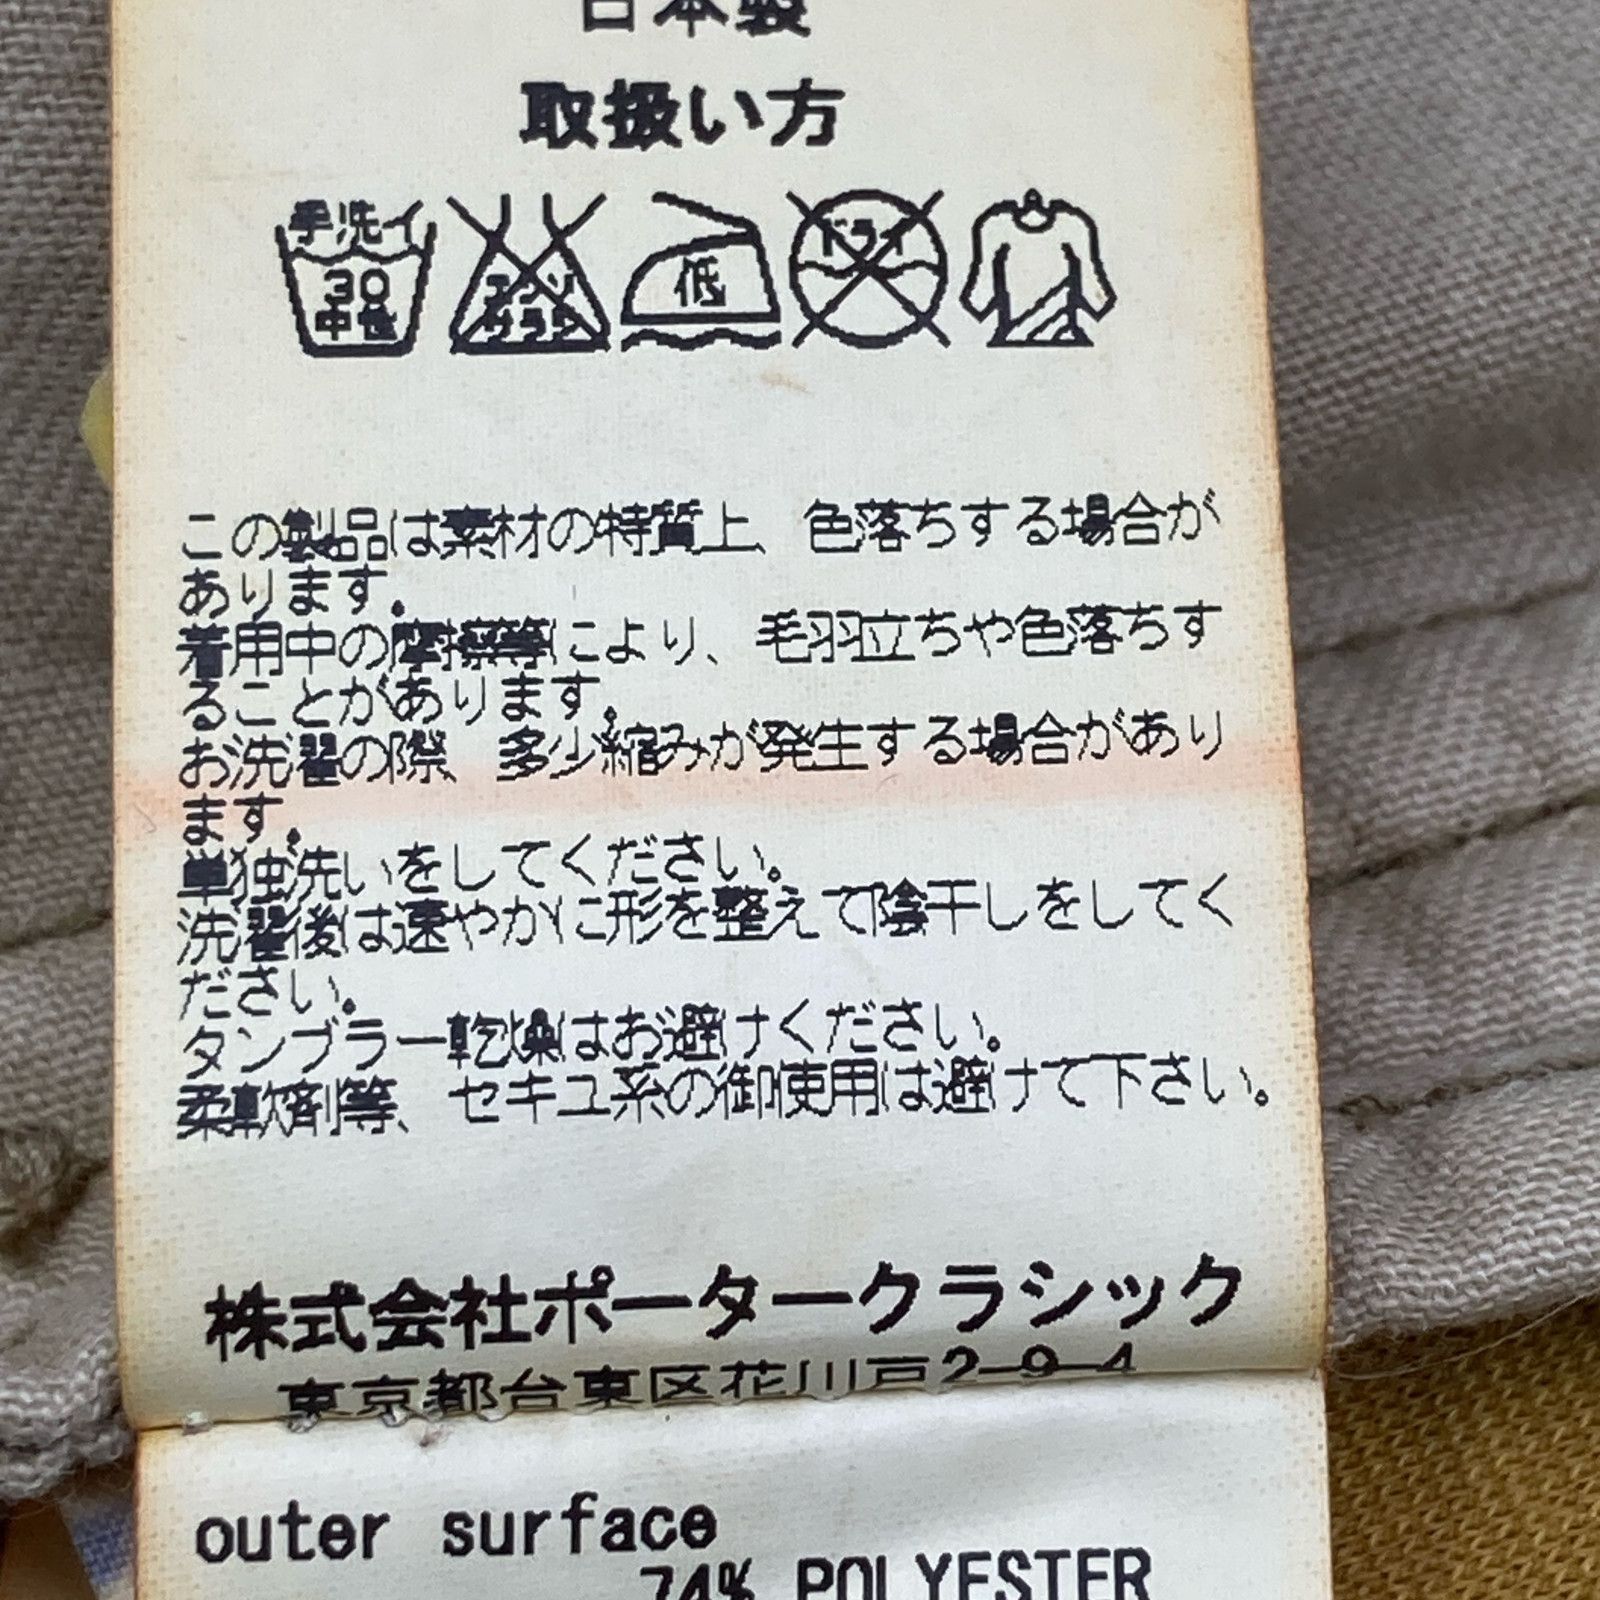 日本製
取扱い方
手洗イ
30
中性
エンソ
サラシ
低
ドライ
この製品は素材の特質上、色落ちする場合が
あります。
着用中の摩擦等により、毛羽立ちや色落ちす
ることがあります。
お洗濯の際、多少縮みが発生する場合があり
ます。
単独洗いをしてください。
洗濯後は速やかに形を整えて陰干しをしてく
ださい。
タンブラー乾燥はお避けください。
柔軟剤等、セキユ系の御使用は避けて下さい。
株式会社ポータークラシック
東京都台東区花川戸2-9-4
outer surface
74% POLYESTER